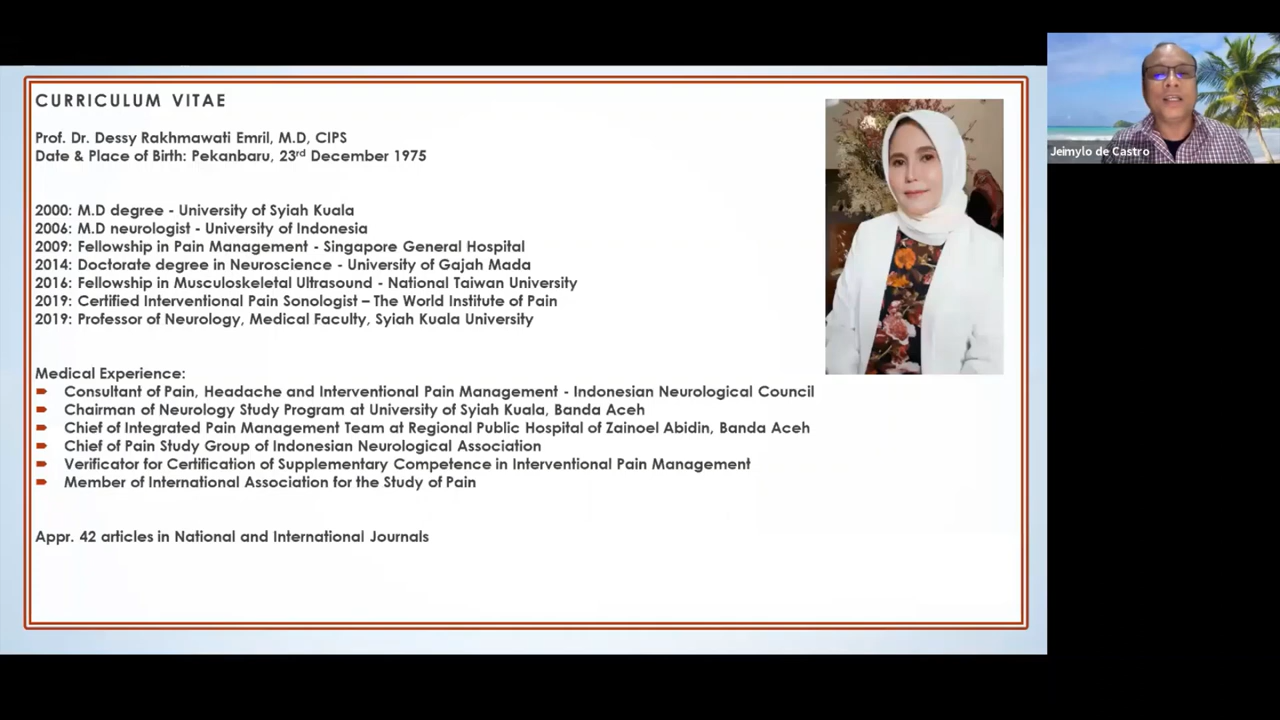 CURRICULUM VITAE
Prof. Dr. Dessy Rakhmawati Emril, M.D, CIPS
Date & Place of Birth: Pekanbaru, 23rd December 1975
2000: M.D degree - University of Syiah Kuala
2006: M.D neurologist - University of Indonesia
2009: Fellowship in Pain Management - Singapore General Hospital
2014: Doctorate degree in Neuroscience - University of Gajah Mada
2016: Fellowship in Musculoskeletal Ultrasound - National Taiwan University
2019: Certified Interventional Pain Sonologist – The World Institute of Pain
2019: Professor of Neurology, Medical Faculty, Syiah Kuala University
Medical Experience:
Consultant of Pain, Headache and Interventional Pain Management - Indonesian Neurological Council
Chairman of Neurology Study Program at University of Syiah Kuala, Banda Aceh
Chief of Integrated Pain Management Team at Regional Public Hospital of Zainoel Abidin, Banda Aceh
Chief of Pain Study Group of Indonesian Neurological Association
Verificator for Certification of Supplementary Competence in Interventional Pain Management
Member of International Association for the Study of Pain
Appr. 42 articles in National and International Journals
Jeimylo de Castro